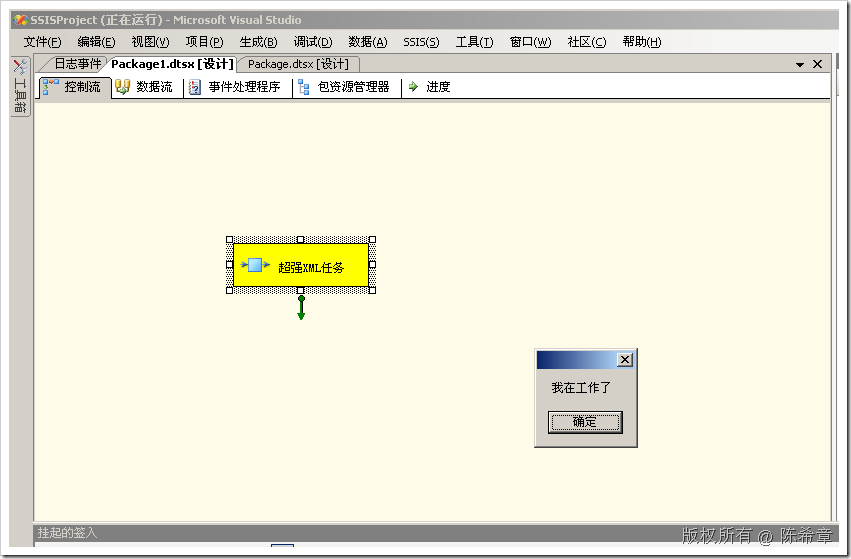 SSISProject (正在运行) - Microsoft Visual Studio
文件(F) 编辑(E) 视图(V) 项目(P) 生成(B) 调试(D) 数据(A) SSIS(S) 工具(T) 窗口(W) 社区(C) 帮助(H)
日志事件 Package1.dtsx [设计] Package.dtsx [设计]
控制流 数据流 事件处理程序 包资源管理器 进度
工具箱
超强XML任务
我在工作了
确定
挂起的签入
版权所有 @ 陈希章